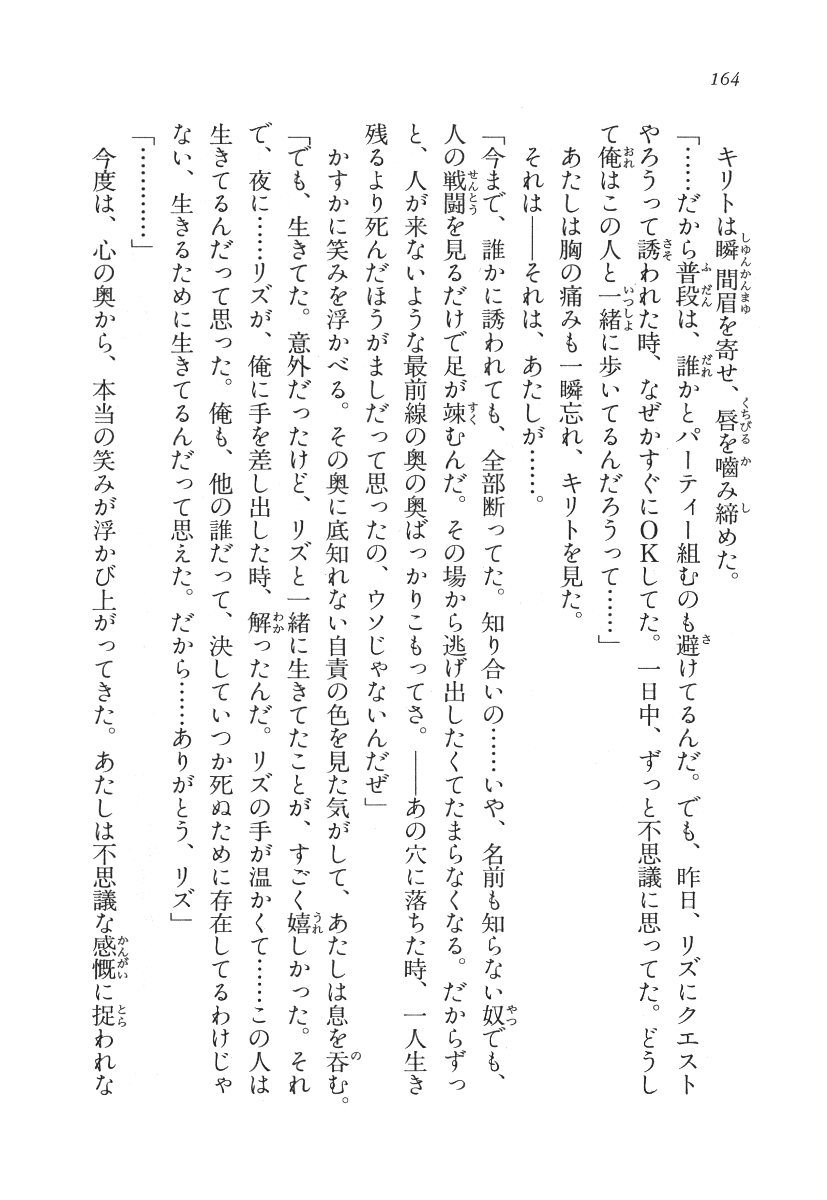 164
キリトは瞬間眉を寄せ、唇を嚙み締めた。
「……だから普段は、誰かとパーティー組むのも避けてるんだ。でも、昨日、リズにクエスト
やろうって誘われた時、なぜかすぐにOKしてた。一日中、ずっと不思議に思ってた。どうし
て俺はこの人と一緒に歩いてるんだろうって……」
あたしは胸の痛みも一瞬忘れ、キリトを見た。
それは――それは、あたしが……。
「今まで、誰かに誘われても、全部断ってた。知り合いの……いや、名前も知らない奴でも、
人の戦闘を見るだけで足が竦むんだ。その場から逃げ出したくてたまらなくなる。だからずっ
と、人が来ないような最前線の奥の奥ばっかりこもってさ。――あの穴に落ちた時、一人生き
残るより死んだほうがましだって思ったの、ウソじゃないんだぜ」
かすかに笑みを浮かべる。その奥に底知れない自責の色を見た気がして、あたしは息を呑む。
「でも、生きてた。意外だったけど、リズと一緒に生きてたことが、すごく嬉しかった。それ
で、夜に……リズが、俺に手を差し出した時、解ったんだ。リズの手が温かくて……この人は
生きてるんだって思った。俺も、他の誰だって、決していつか死ぬために存在してるわけじゃ
ない、生きるために生きてるんだって思えた。だから……ありがとう、リズ」
「…………」
今度は、心の奥から、本当の笑みが浮かび上がってきた。あたしは不思議な感慨に捉われな